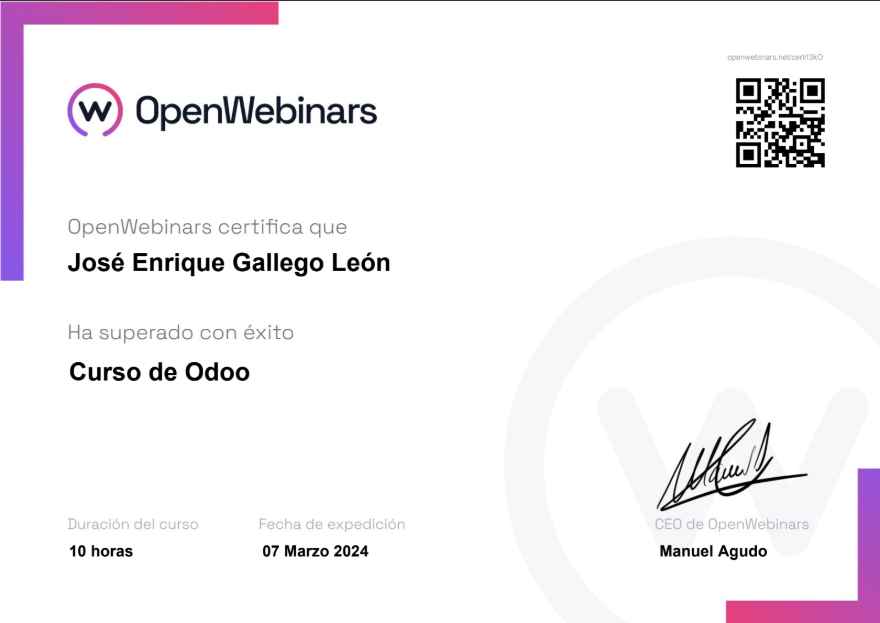 openwebinars.net/cert/I3kO
OpenWebinars
OpenWebinars certifica que
José Enrique Gallego León
Ha superado con éxito
Curso de Odoo
Duración del curso
Fecha de expedición
CEO de OpenWebinars
10 horas
07 Marzo 2024
Manuel Agudo